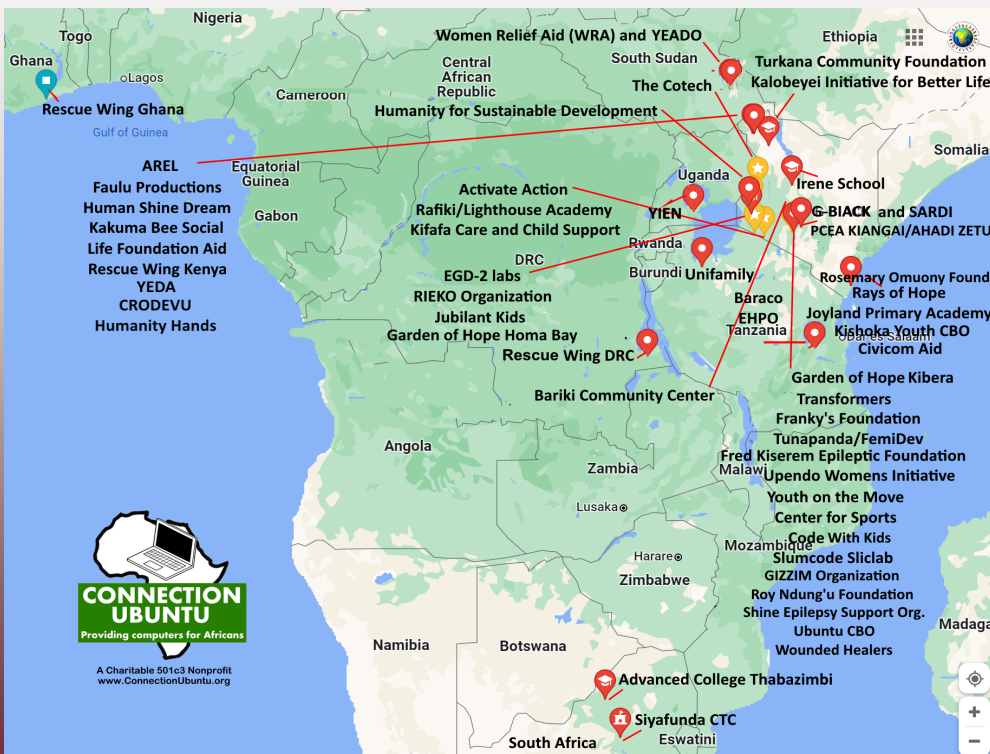 Nigeria
Togo
Ghana
Lagos
Rescue Wing Ghana
Gulf of Guinea
Cameroon
Central
African
Republic
Women Relief Aid (WRA) and YEADO
South Sudan
Ethiopia
The Cotech
Turkana Community Foundation
Kalobeyei Initiative for Better Life
Humanity for Sustainable Development
Somalia
AREL
Faulu Productions
Human Shine Dream
Kakuma Bee Social
Life Foundation Aid
Rescue Wing Kenya
YEDA
CRODEVU
Humanity Hands
Equatorial
Guinea
Gabon
Uganda
Irene School
Activate Action
Rafiki/Lighthouse Academy
Kifafa Care and Child Support
YIEN
G-BIACK and SARDI
PCEA KIANGAI/AHADI ZETU
Rwanda
DRC
Burundi
Unifamily
EGD-2 labs
RIEKO Organization
Jubilant Kids
Garden of Hope Homa Bay
Rescue Wing DRC
Rosemary Omuony Found
Rays of Hope
Baraco
EHPO
Tanzania
Joyland Primary Academy
Kishoka Youth CBO
Dar es Salaam
Civicom Aid
Bariki Community Center
Garden of Hope Kibera
Transformers
Franky's Foundation
Tunapanda/FemiDev
Fred Kiserem Epileptic Foundation
Upendo Womens Initiative
Youth on the Move
Center for Sports
Code With Kids
Slumcode Sliclab
GIZZIM Organization
Roy Ndung'u Foundation
Shine Epilepsy Support Org.
Ubuntu CBO
Wounded Healers
Angola
Zambia
Malawi
Lusaka
Harare
Mozambique
Zimbabwe
Madaga
Namibia
Botswana
CONNECTION
UBUNTU
Providing computers for Africans
A Charitable 501c3 Nonprofit
www.ConnectionUbuntu.org
Advanced College Thabazimbi
Siyafunda CTC
South Africa
Eswatini